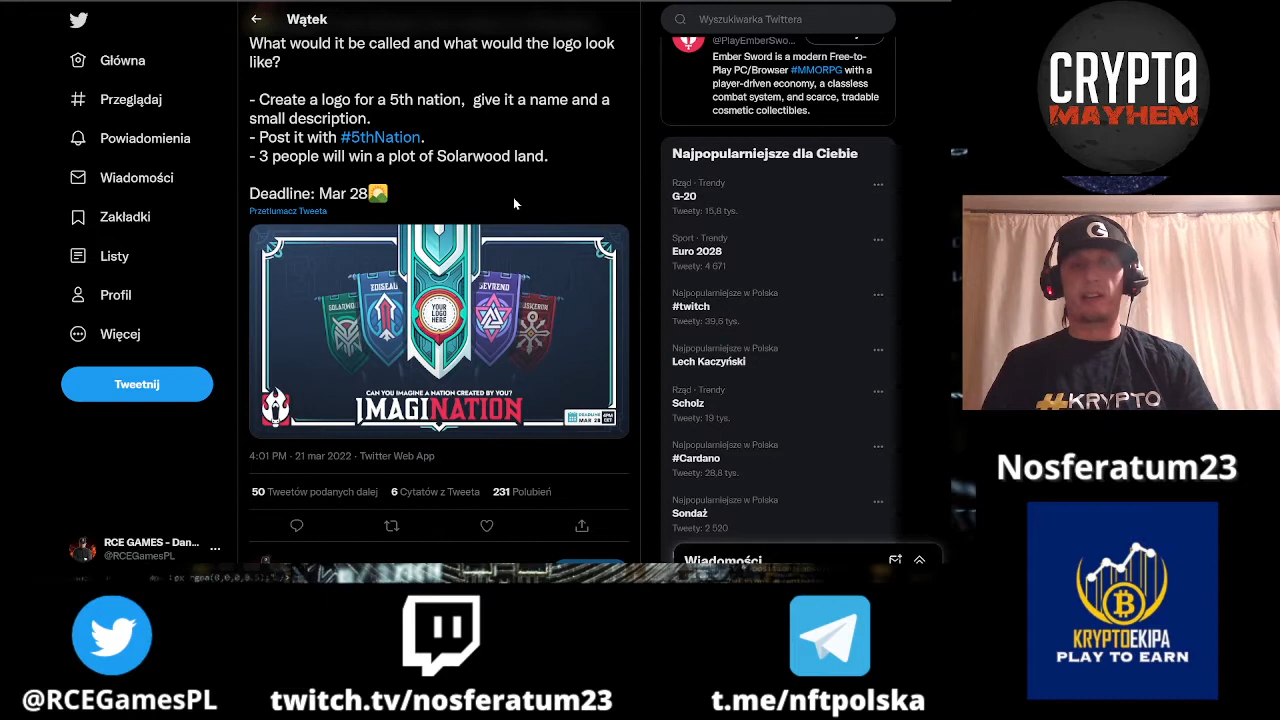 Wątek
What would it be called and what would the logo look
like?
- Create a logo for a 5th nation, give it a name and a
small description.
- Post it with #5thNation.
- 3 people will win a plot of Solarwood land.
Deadline: Mar 28
Przetłumacz Tweeta
ZOISEAU
SEVREND
YOUR
LOGO
HERE
CAN YOU IMAGINE A NATION CREATED BY YOU?
IMAGINATION
DEADLINE
MAR 28
4:01 PM · 21 mar 2022 · Twitter Web App
50 Tweetów podanych dalej 6 Cytatów z Tweeta 231 Polubień
Główna
Przeglądaj
Powiadomienia
Wiadomości
Zakładki
Listy
Profil
Więcej
Tweetnij
RCE GAMES - Dan...
@RCEGamesPL
Wyszukiwarka Twittera
@PlayEmberSwo...
Ember Sword is a modern Free-to-
Play PC/Browser #MMORPG with a
player-driven economy, a classless
combat system, and scarce, tradable
cosmetic collectibles.
Najpopularniejsze dla Ciebie
Rząd · Trendy
G-20
Tweety: 15,8 tys.
Sport · Trendy
Euro 2028
Tweety: 4 671
Najpopularniejsze w Polska
#twitch
Tweety: 39,6 tys.
Najpopularniejsze w Polska
Lech Kaczyński
Rząd · Trendy
Scholz
Tweety: 19 tys.
Najpopularniejsze w Polska
#Cardano
Tweety: 28,8 tys.
Najpopularniejsze w Polska
Sondaż
Tweety: 2 520
Wiadomości
CRYPTO
MAYHEM
#KRYPTO
Nosferatum23
KRYPTOEKIPA
PLAY TO EARN
@RCEGamesPL
twitch.tv/nosferatum23
t.me/nftpolska